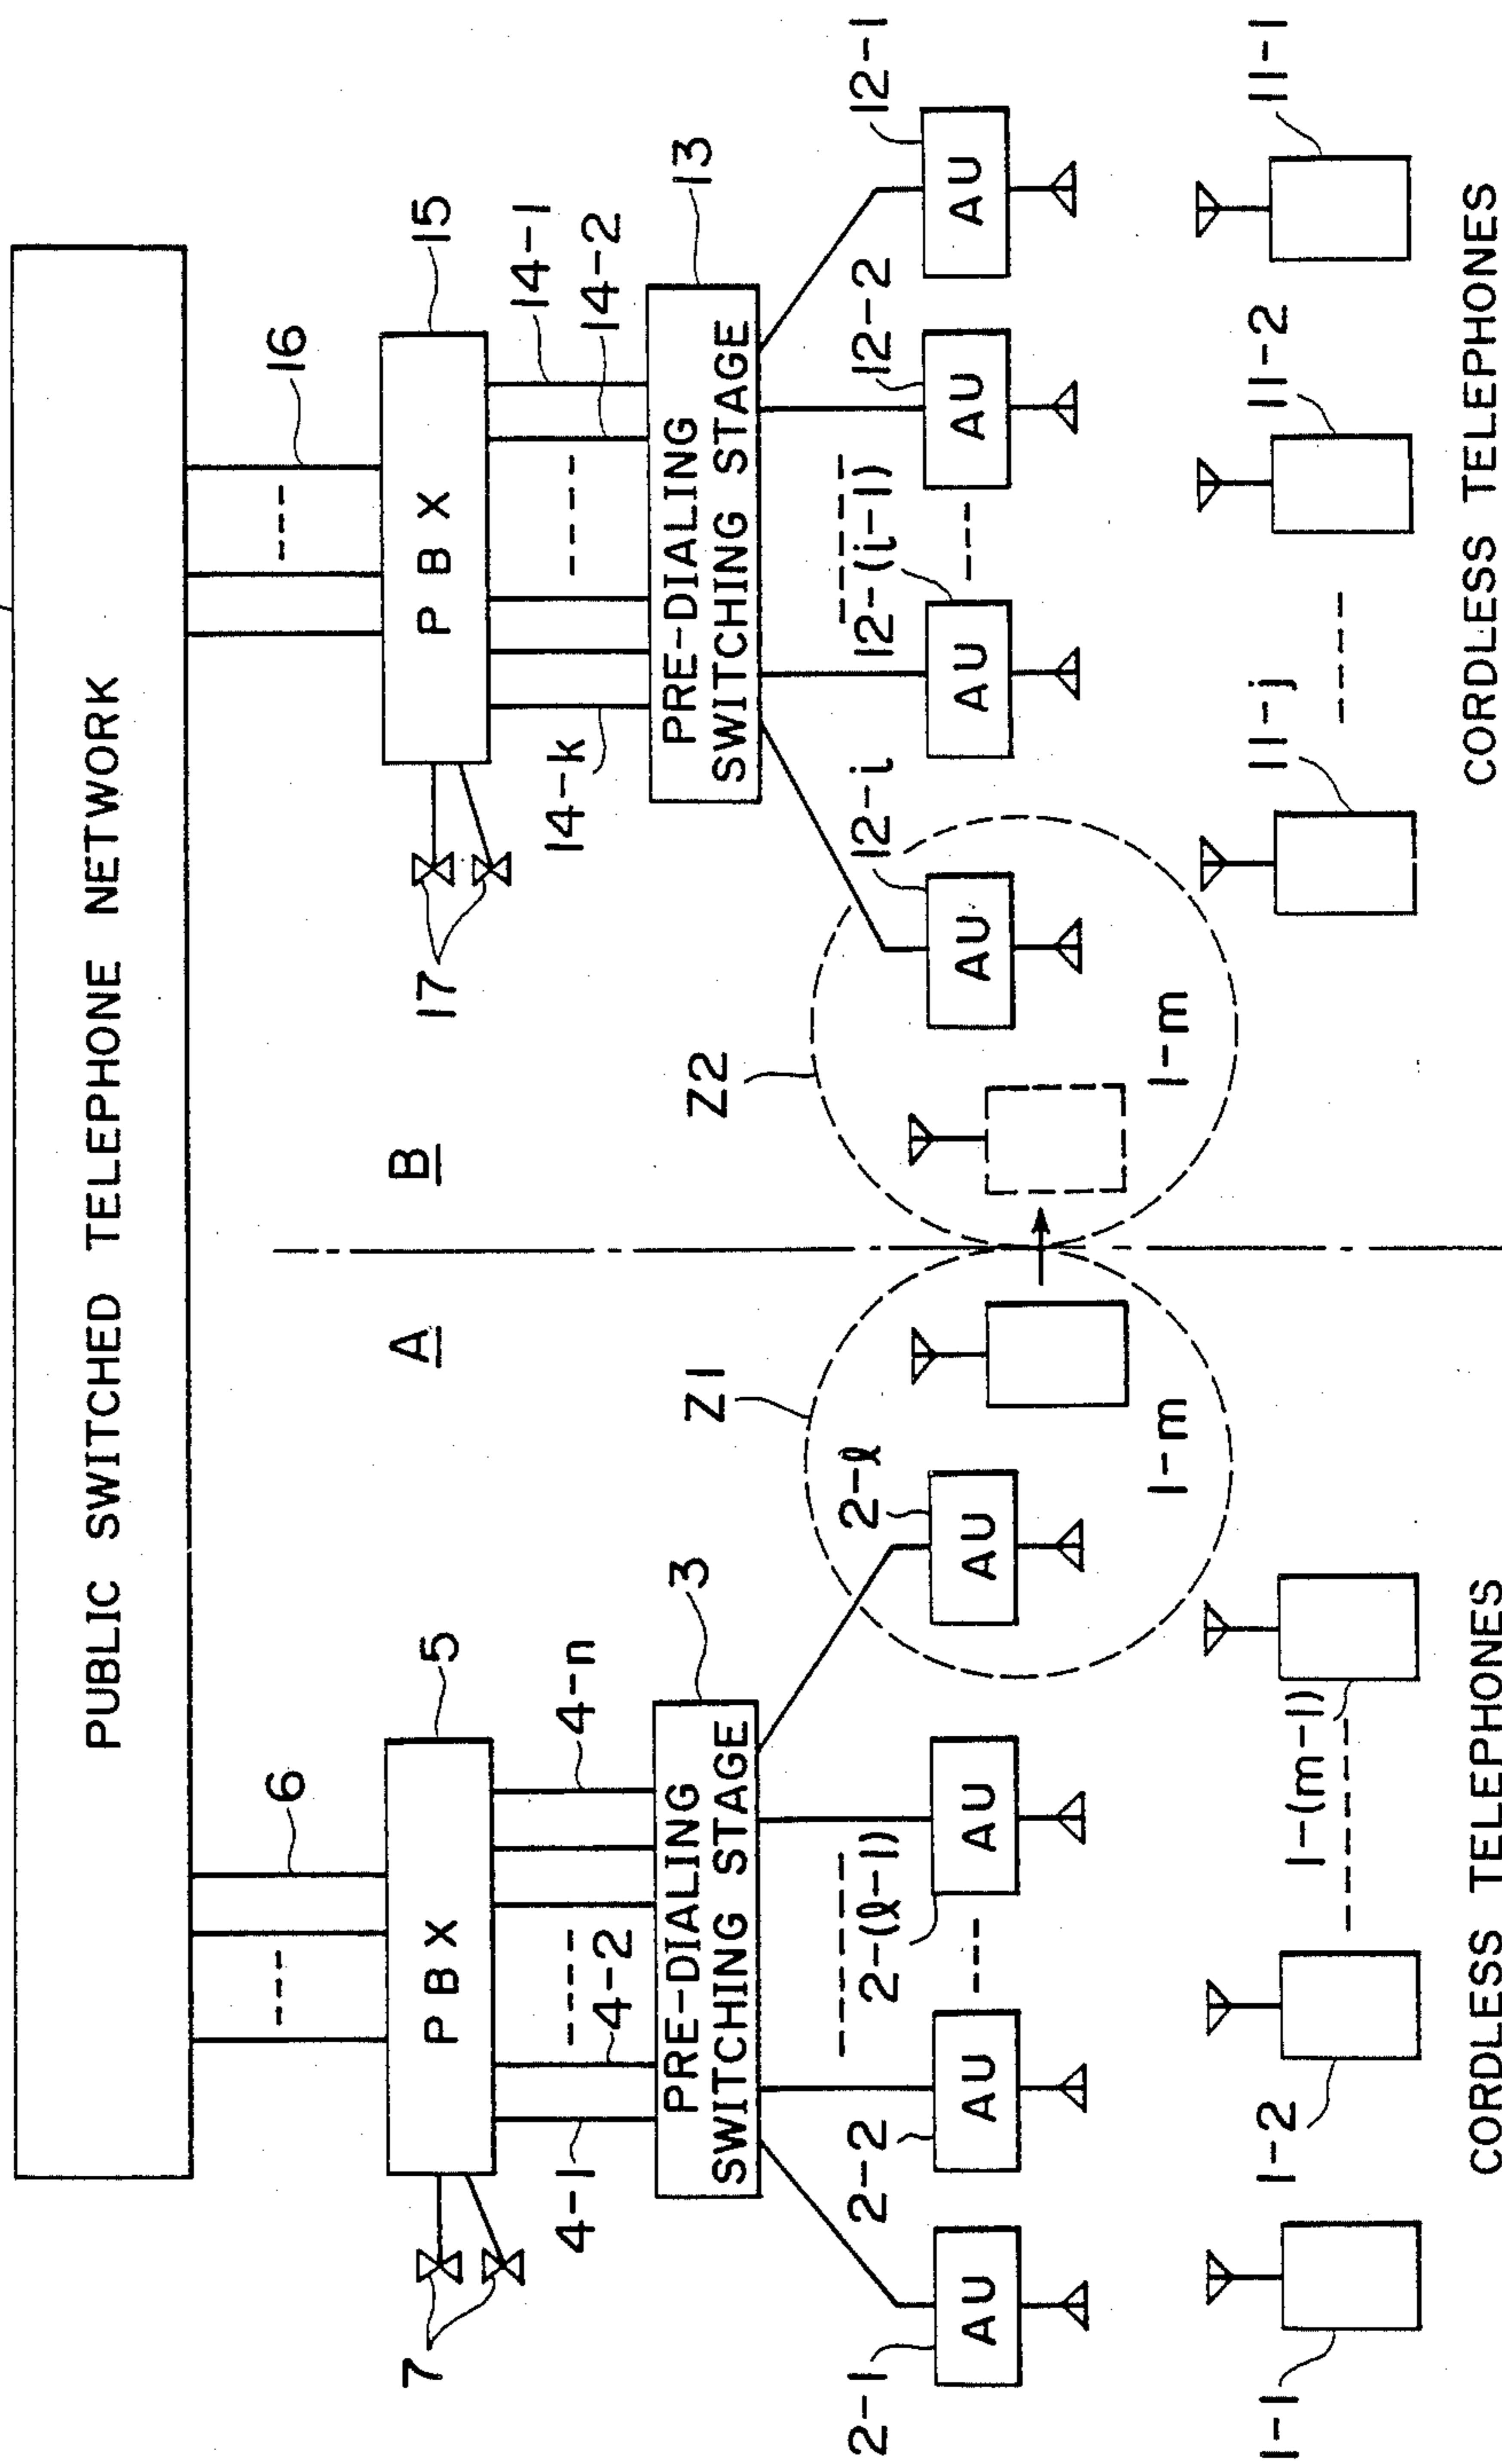 PUBLIC SWITCHED TELEPHONE NETWORK
6
16
5
PBX
15
PBX
A
B
7
17
4-1
4-2
4-n
14-k
14-1
14-2
3
PRE-DIALING
SWITCHING STAGE
13
PRE-DIALING
SWITCHING STAGE
Z1
Z2
2-1
2-2
2-(ℓ-1)
2-ℓ
12-i
12-(i-1)
12-2
12-1
AU
AU
AU
AU
AU
AU
AU
AU
1-m
1-m
1-1
1-2
1-(m-1)
11-j
11-2
11-1
CORDLESS TELEPHONES
CORDLESS TELEPHONES